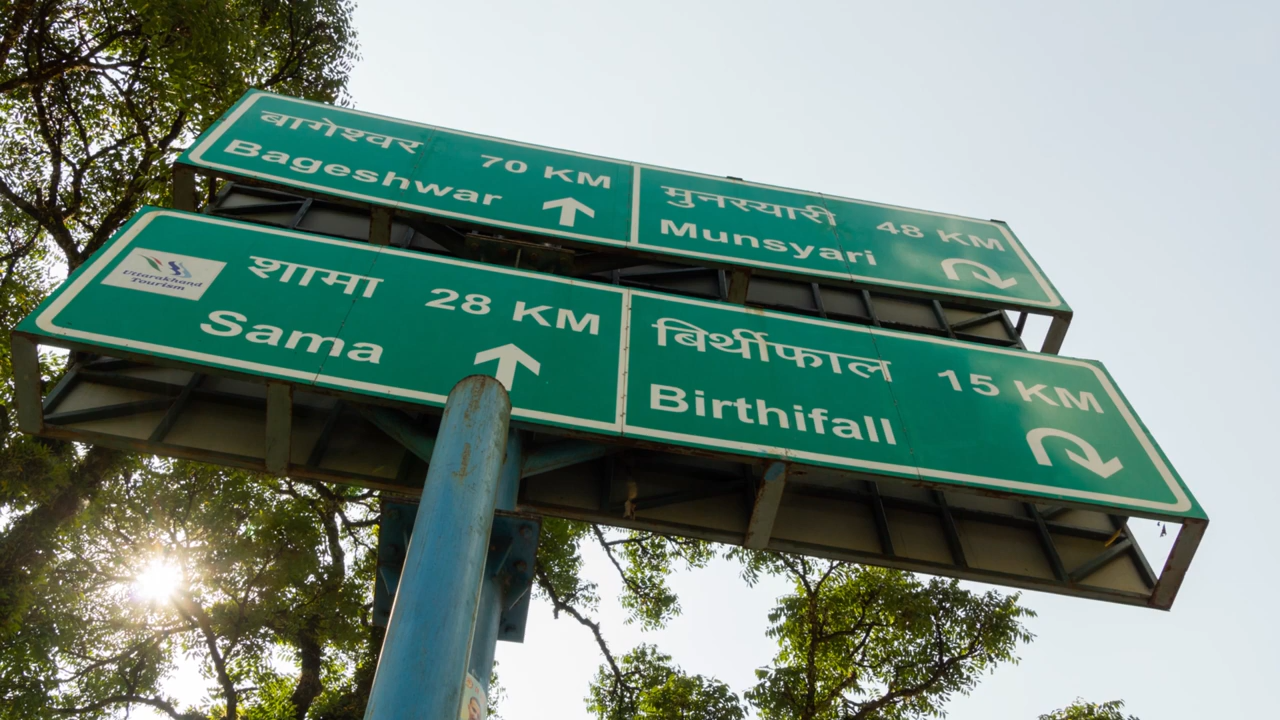 बागेश्वर 70 KM
Bageshwar
मुनस्यारी 48 KM
Munsyari
Uttarakhand
Tourism
शामा 28 KM
Sama
बिर्थीफाल 15 KM
Birthifall